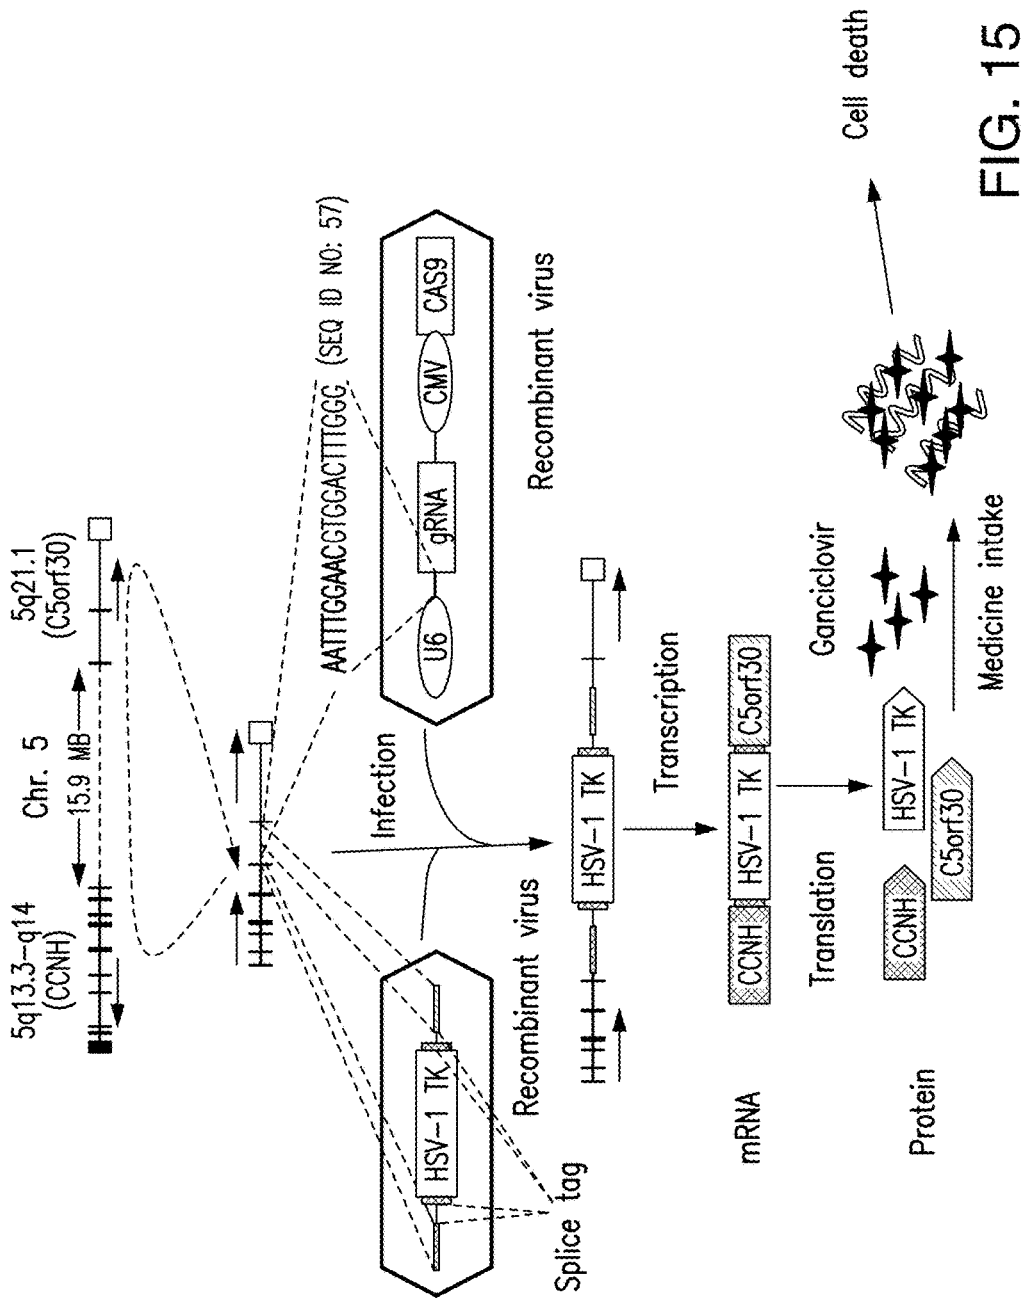 5q13.3-q14
(CCNH)
Chr. 5
15.9 MB
5q21.1
(C5orf30)
AATTTGGAACGTGGACTTTGGG (SEQ ID NO: 57)
HSV-1 TK
Infection
U6
gRNA
CMV
CAS9
Splice tag
Recombinant virus
Recombinant virus
HSV-1 TK
Transcription
mRNA
CCNH
HSV-1 TK
C5orf30
Translation
Ganciclovir
Cell death
Protein
CCNH
HSV-1 TK
C5orf30
Medicine intake
FIG. 15